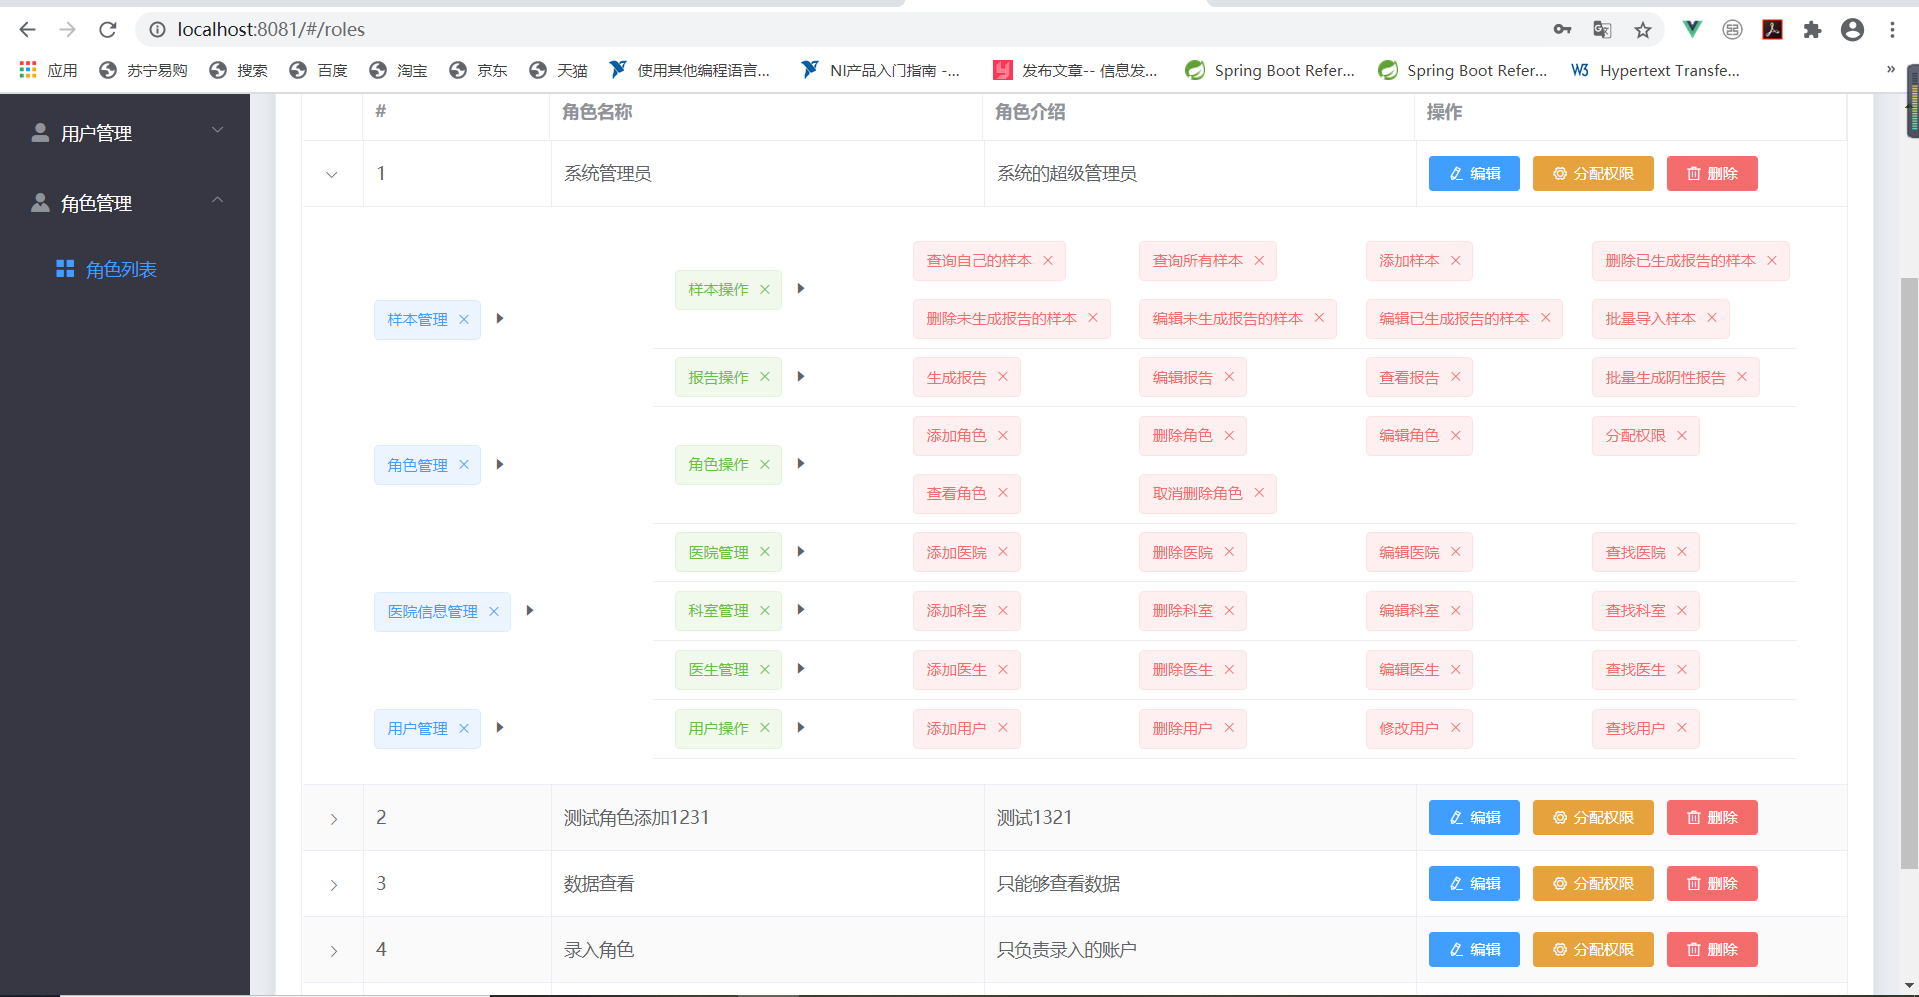 localhost:8081/#/roles
应用 苏宁易购 搜索 百度 淘宝 京东 天猫 使用其他编程语言... NI产品入门指南 -... 发布文章-- 信息发... Spring Boot Refer... Spring Boot Refer... W3 Hypertext Transfe... »
用户管理
角色管理
角色列表
# 角色名称 角色介绍 操作
1 系统管理员 系统的超级管理员 编辑 分配权限 删除
样本管理
样本操作
查询自己的样本 查询所有样本 添加样本 删除已生成报告的样本
删除未生成报告的样本 编辑未生成报告的样本 编辑已生成报告的样本 批量导入样本
报告操作 生成报告 编辑报告 查看报告 批量生成阴性报告
角色管理
角色操作
添加角色 删除角色 编辑角色 分配权限
查看角色 取消删除角色
医院信息管理
医院管理 添加医院 删除医院 编辑医院 查找医院
科室管理 添加科室 删除科室 编辑科室 查找科室
医生管理 添加医生 删除医生 编辑医生 查找医生
用户管理 用户操作 添加用户 删除用户 修改用户 查找用户
2 测试角色添加1231 测试1321 编辑 分配权限 删除
3 数据查看 只能够查看数据 编辑 分配权限 删除
4 录入角色 只负责录入的账户 编辑 分配权限 删除